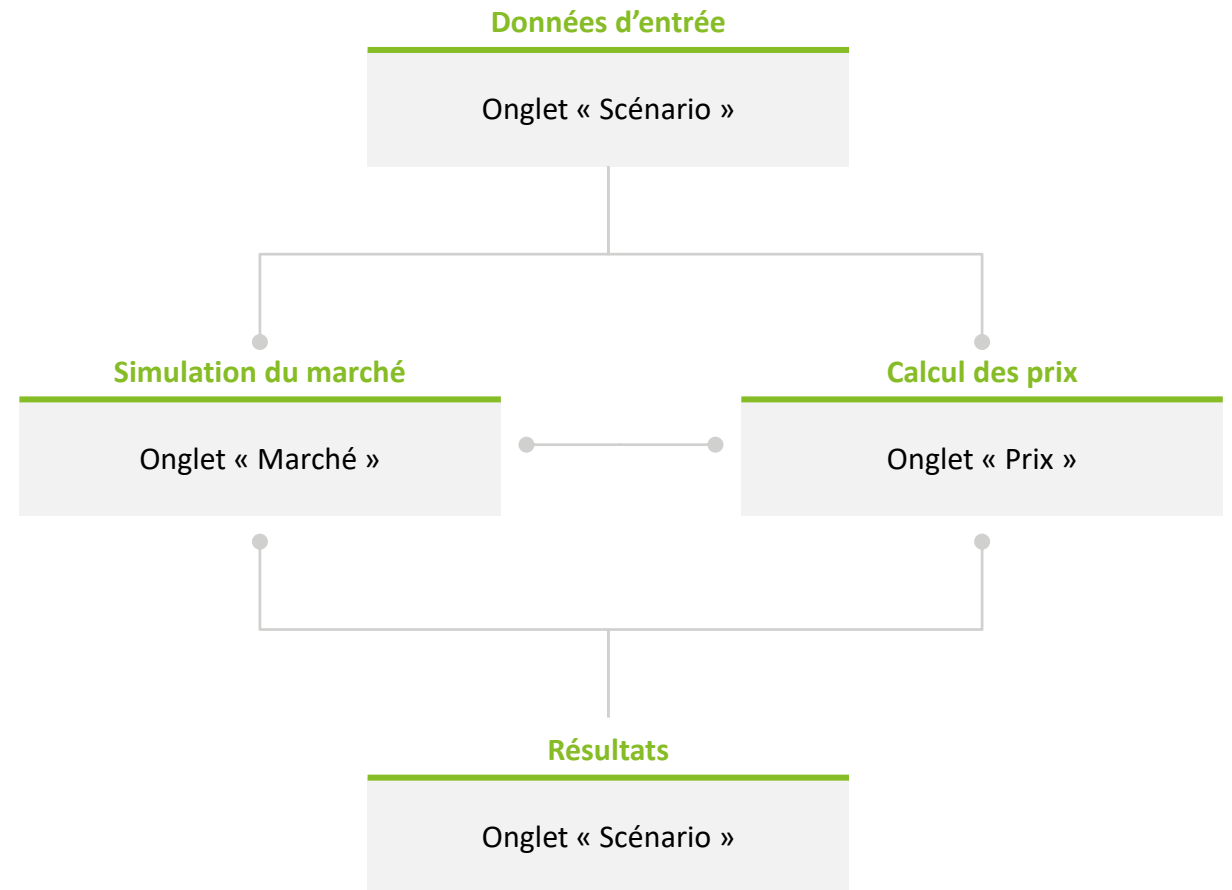 Données d’entrée
Onglet « Scénario »
Simulation du marché
Onglet « Marché »
Calcul des prix
Onglet « Prix »
Résultats
Onglet « Scénario »